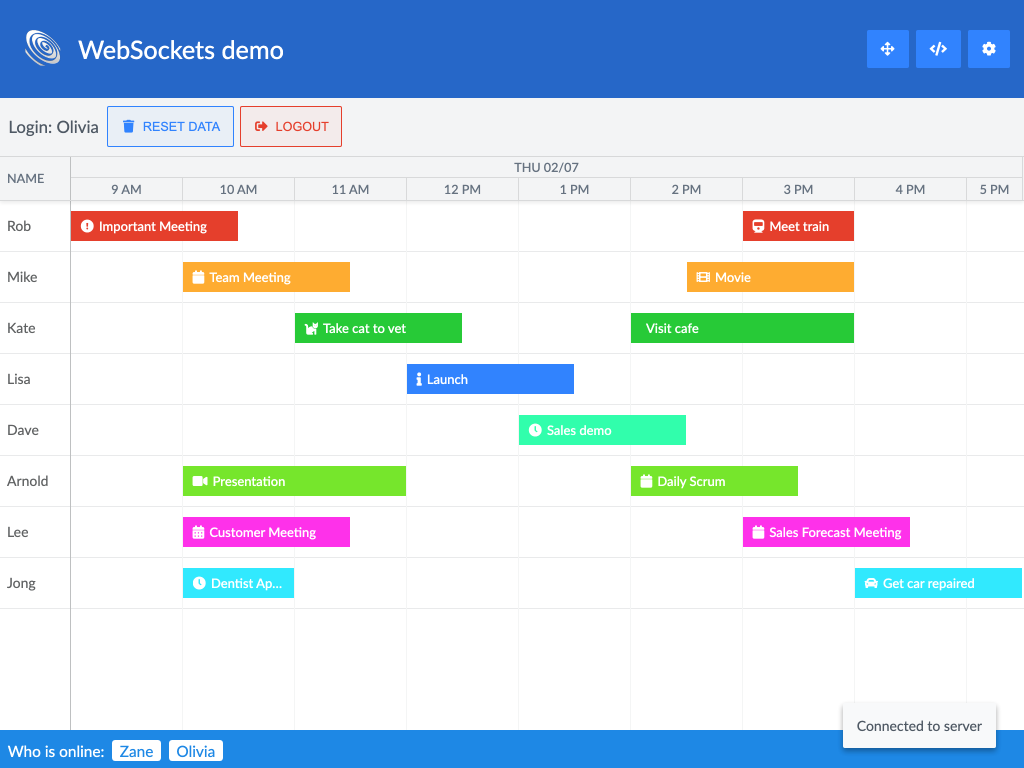 WebSockets demo
Login: Olivia RESET DATA LOGOUT
NAME THU 02/07
9 AM 10 AM 11 AM 12 PM 1 PM 2 PM 3 PM 4 PM 5 PM
Rob Important Meeting Meet train
Mike Team Meeting Movie
Kate Take cat to vet Visit cafe
Lisa Launch
Dave Sales demo
Arnold Presentation Daily Scrum
Lee Customer Meeting Sales Forecast Meeting
Jong Dentist Ap... Get car repaired
Connected to server
Who is online: Zane Olivia